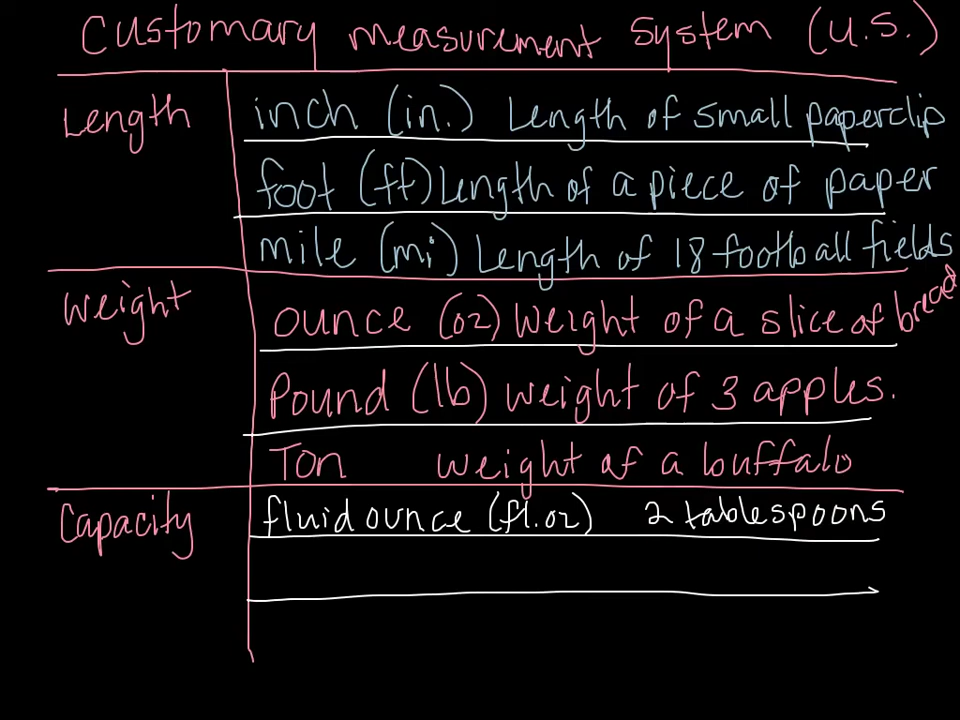 Customary measurement system (U.S.)
Length
inch (in.) Length of small paperclip
foot (ft) Length of a piece of paper
mile (mi) Length of 18 football fields
Weight
ounce (oz) weight of a slice of bread
Pound (lb) weight of 3 apples.
Ton weight of a buffalo
Capacity
fluid ounce (fl.oz) 2 tablespoons